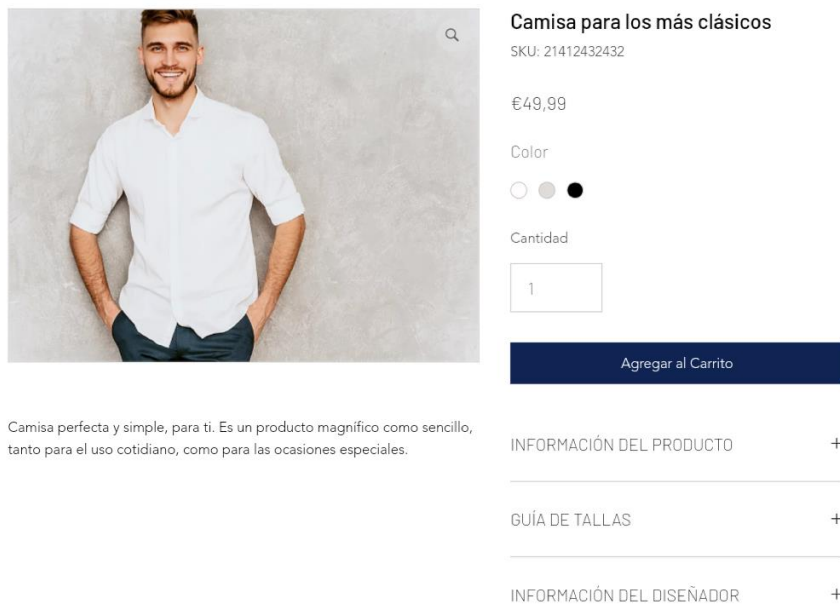 Camisa para los más clásicos
SKU: 21412432432
€49,99
Color
Cantidad
1
Agregar al Carrito
Camisa perfecta y simple, para ti. Es un producto magnífico como sencillo,
tanto para el uso cotidiano, como para las ocasiones especiales.
INFORMACIÓN DEL PRODUCTO +
GUÍA DE TALLAS +
INFORMACIÓN DEL DISEÑADOR +